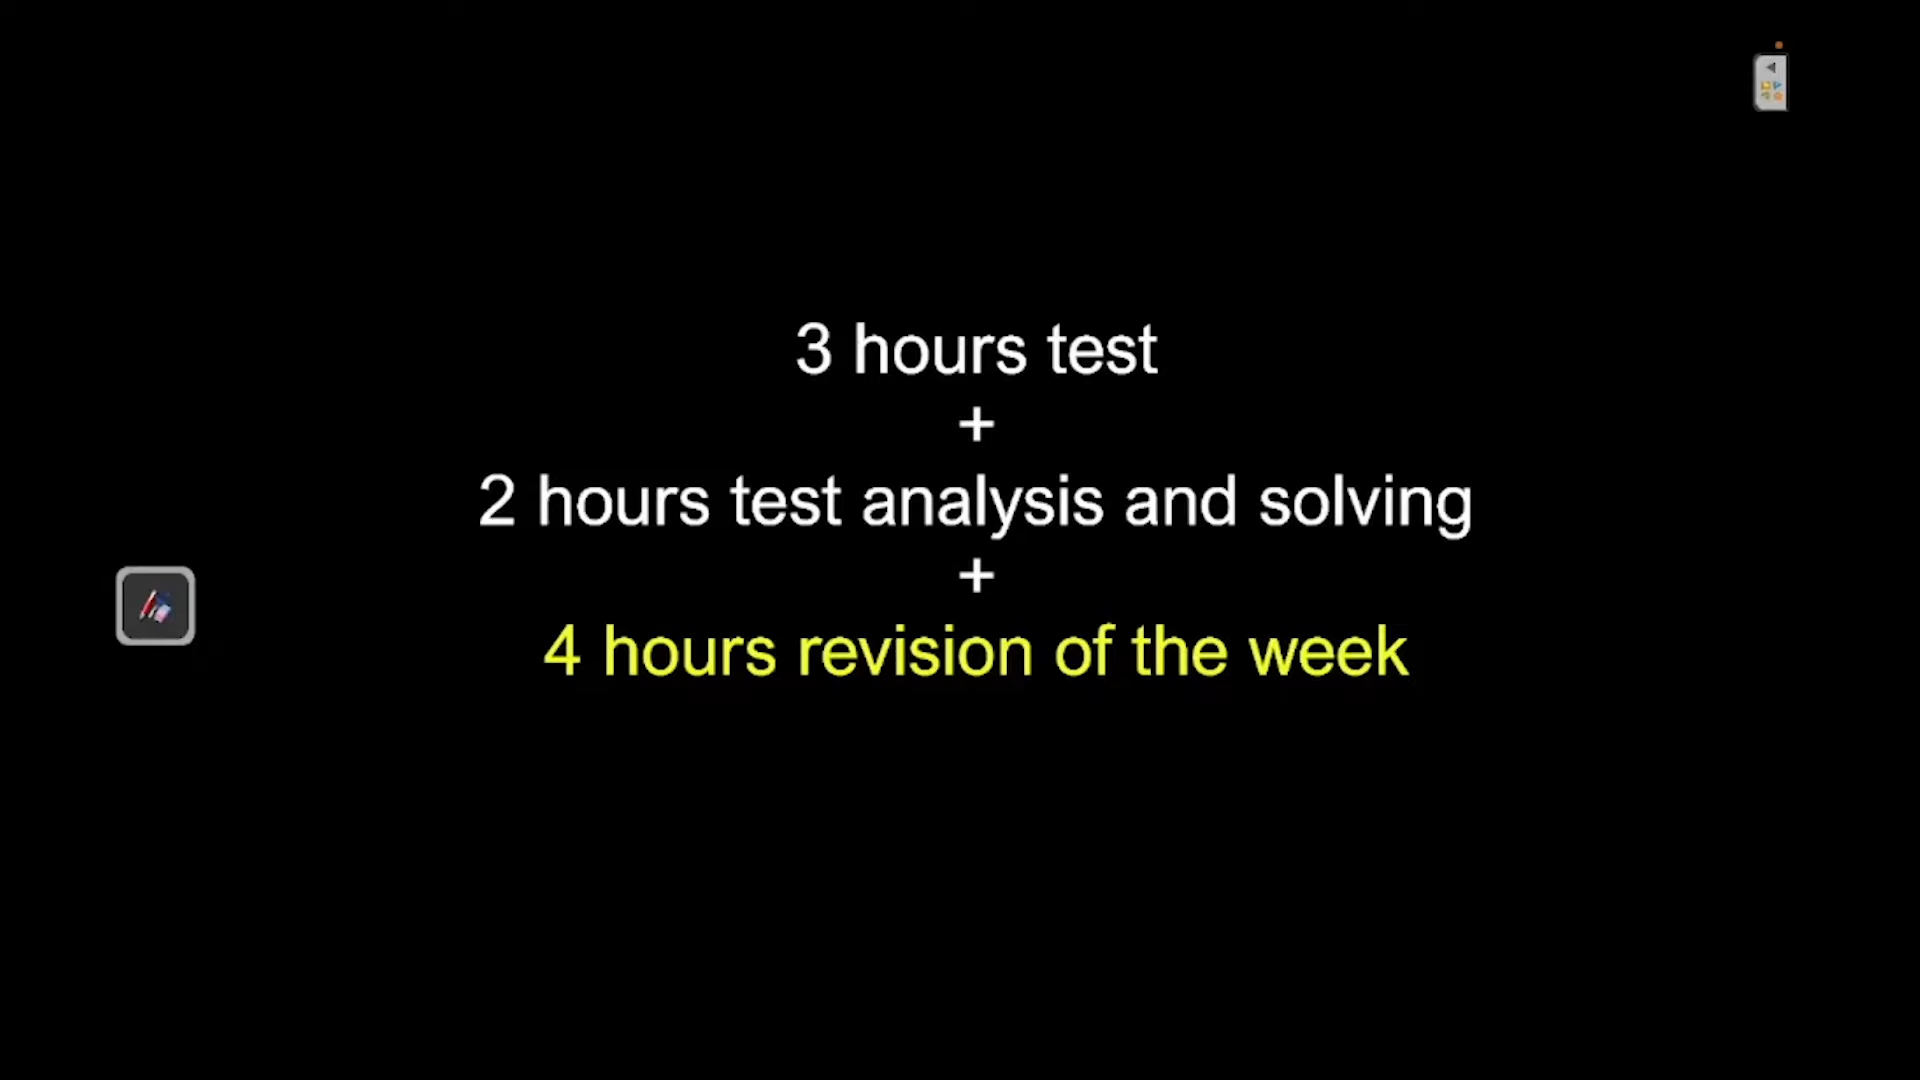 3 hours test
+
2 hours test analysis and solving
+
4 hours revision of the week